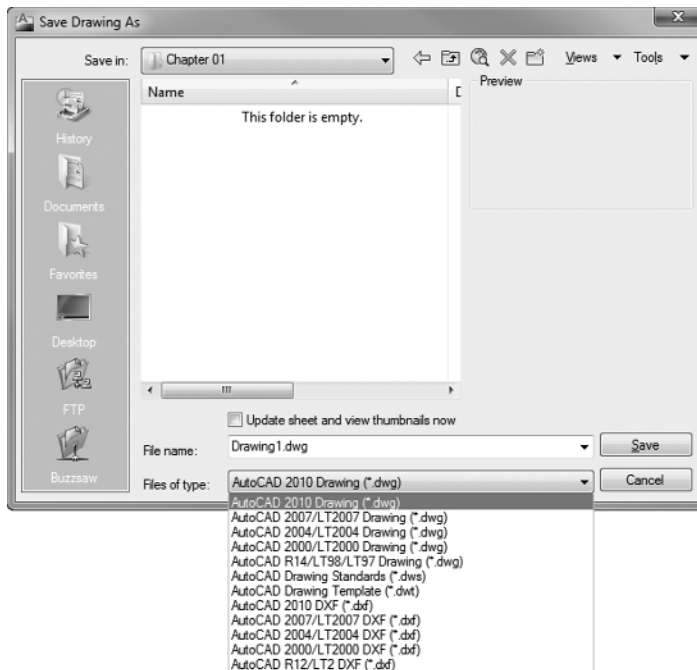 Save Drawing As
x
Save in:
Chapter 01
Views
Tools
Name
D
Preview
This folder is empty.
History
Documents
Favorites
Desktop
FTP
Buzzsaw
Update sheet and view thumbnails now
File name:
Drawing1.dwg
Save
Files of type:
AutoCAD 2010 Drawing (*.dwg)
Cancel
AutoCAD 2010 Drawing (*.dwg)
AutoCAD 2007/LT2007 Drawing (*.dwg)
AutoCAD 2004/LT2004 Drawing (*.dwg)
AutoCAD 2000/LT2000 Drawing (*.dwg)
AutoCAD R14/LT98/LT97 Drawing (*.dwg)
AutoCAD Drawing Standards (*.dws)
AutoCAD Drawing Template (*.dwt)
AutoCAD 2010 DXF (*.dxf)
AutoCAD 2007/LT2007 DXF (*.dxf)
AutoCAD 2004/LT2004 DXF (*.dxf)
AutoCAD 2000/LT2000 DXF (*.dxf)
AutoCAD R12/LT2 DXF (*.dxf)